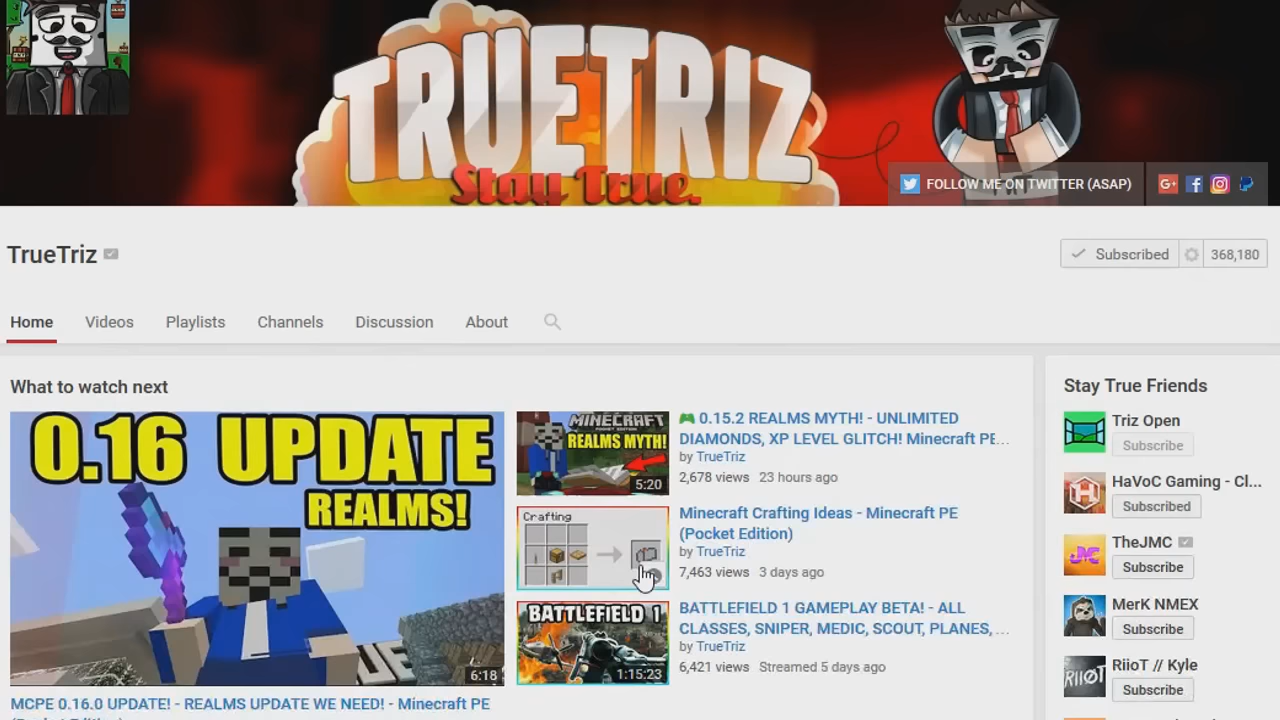 TRUETRIZ
Stay True.
FOLLOW ME ON TWITTER (ASAP)
TrueTriz
Subscribed
368,180
Home
Videos
Playlists
Channels
Discussion
About
What to watch next
0.16 UPDATE
REALMS!
6:18
MCPE 0.16.0 UPDATE! - REALMS UPDATE WE NEED! - Minecraft PE
MINECRAFT
POCKET EDITION
REALMS MYTH!
5:20
0.15.2 REALMS MYTH! - UNLIMITED
DIAMONDS, XP LEVEL GLITCH! Minecraft PE...
by TrueTriz
2,678 views 23 hours ago
Crafting
Minecraft Crafting Ideas - Minecraft PE
(Pocket Edition)
by TrueTriz
7,463 views 3 days ago
BATTLEFIELD 1
1:15:23
BATTLEFIELD 1 GAMEPLAY BETA! - ALL
CLASSES, SNIPER, MEDIC, SCOUT, PLANES, ...
by TrueTriz
6,421 views Streamed 5 days ago
Stay True Friends
Triz Open
Subscribe
HaVoC Gaming - Cl...
Subscribed
TheJMC
Subscribe
MerK NMEX
Subscribe
RiioT // Kyle
Subscribe